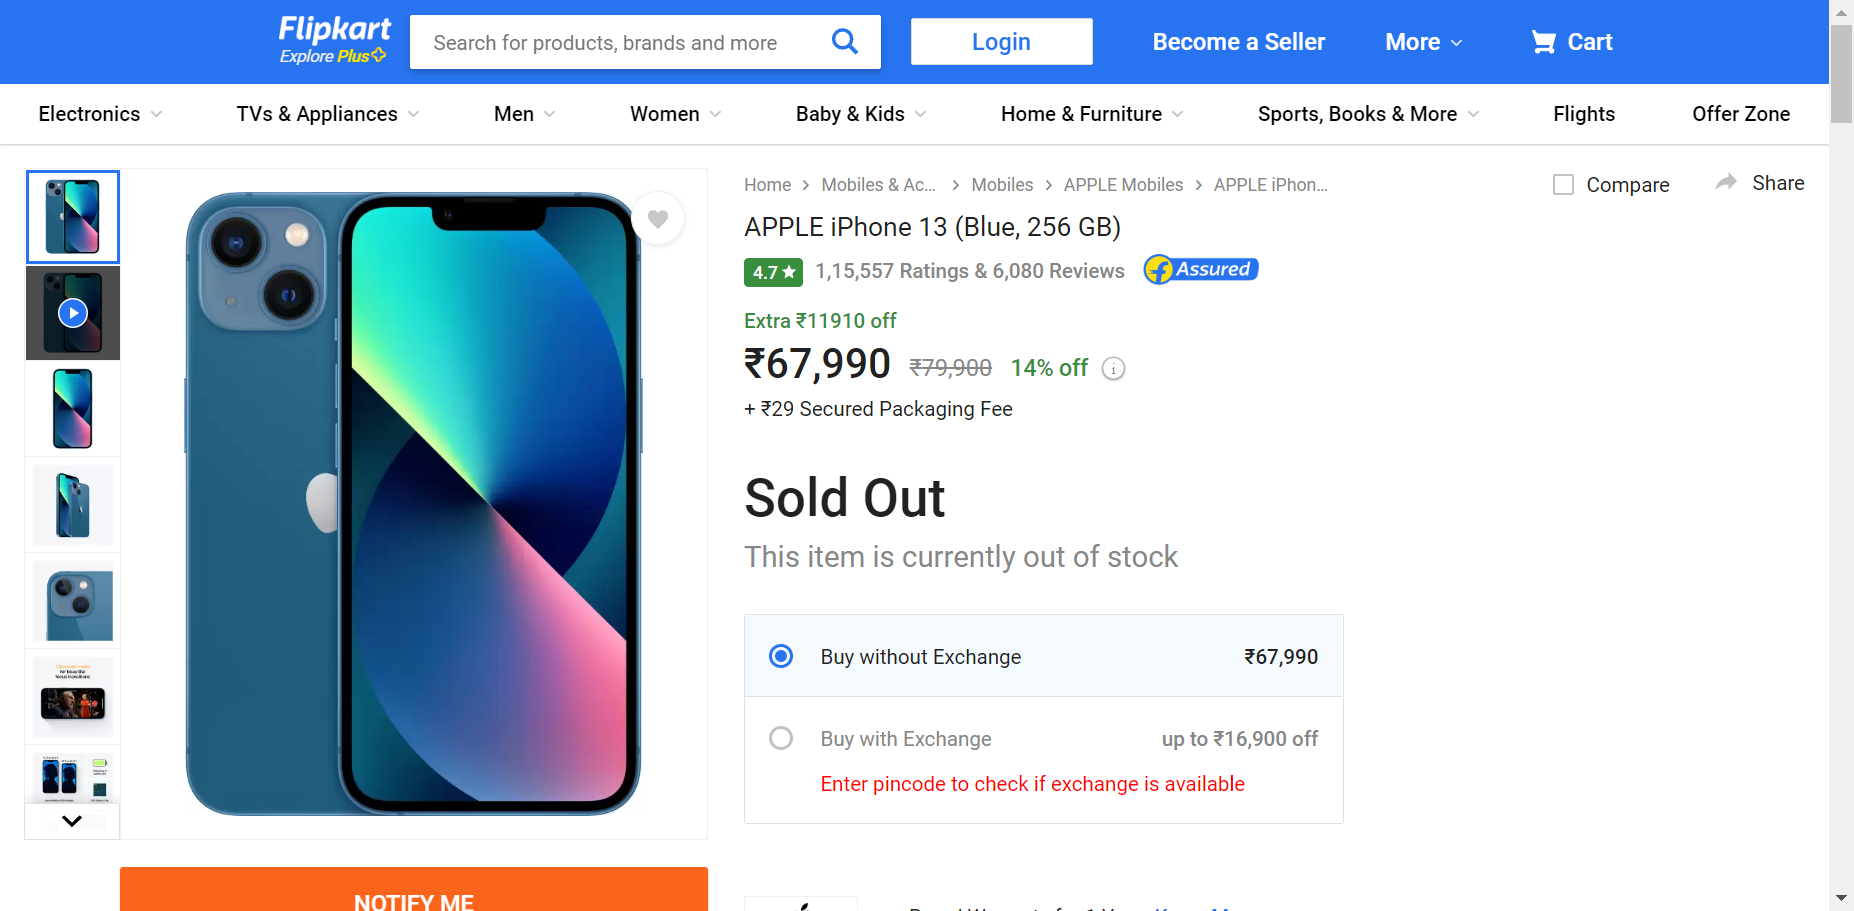 Flipkart
Explore Plus
Search for products, brands and more
Login
Become a Seller
More
Cart
Electronics
TVs & Appliances
Men
Women
Baby & Kids
Home & Furniture
Sports, Books & More
Flights
Offer Zone
Home > Mobiles & Ac... > Mobiles > APPLE Mobiles > APPLE iPhon...
Compare
Share
APPLE iPhone 13 (Blue, 256 GB)
4.7★ 1,15,557 Ratings & 6,080 Reviews
Assured
Extra ₹11910 off
₹67,990 ₹79,900 14% off
+ ₹29 Secured Packaging Fee
Sold Out
This item is currently out of stock
Buy without Exchange ₹67,990
Buy with Exchange up to ₹16,900 off
Enter pincode to check if exchange is available
for beautiful
focus transitions
NOTIFY ME